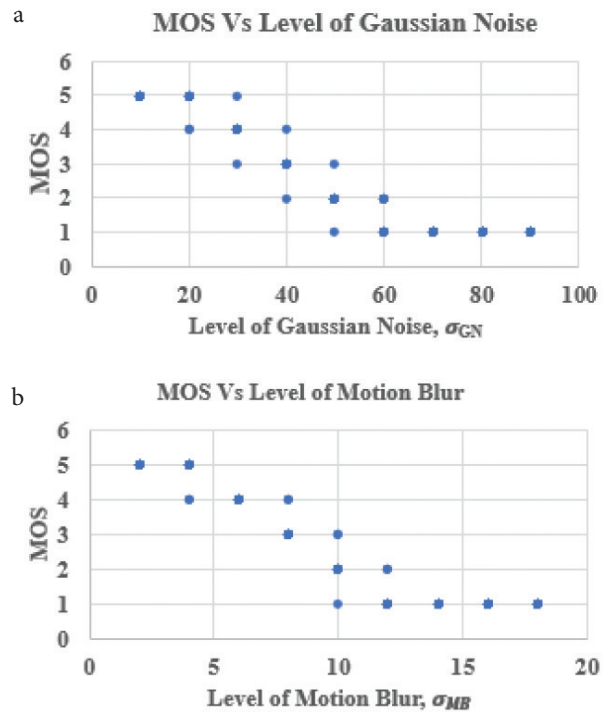 a
MOS Vs Level of Gaussian Noise
6
5
4
3
2
1
0
MOS
0 20 40 60 80 100
Level of Gaussian Noise, σGN
b
MOS Vs Level of Motion Blur
6
5
4
3
2
1
0
MOS
0 5 10 15 20
Level of Motion Blur, σMB